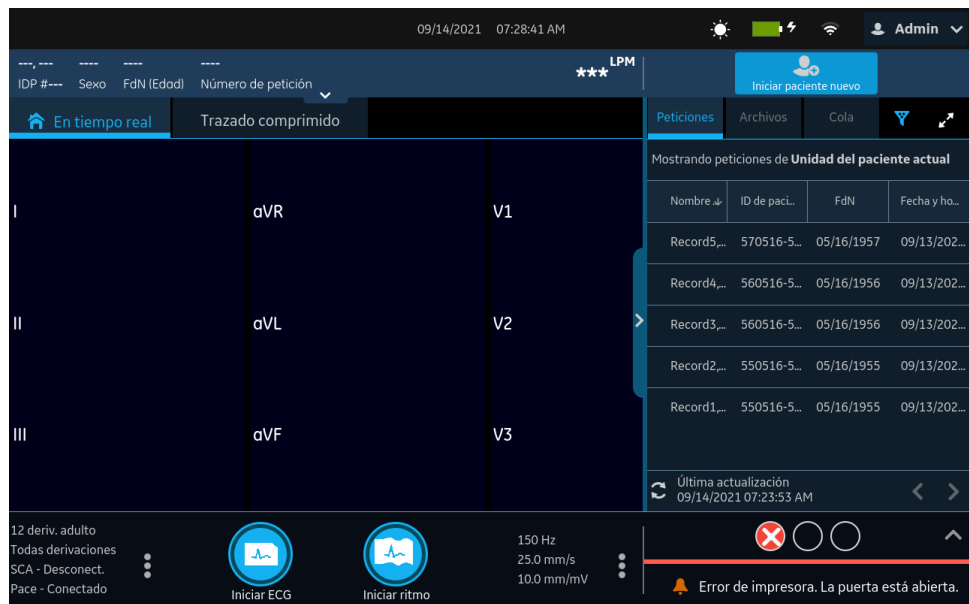 09/14/2021 07:28:41 AM
Admin
---, --- ---- ---- ----
IDP #--- Sexo FdN (Edad) Número de petición
*** LPM
Iniciar paciente nuevo
En tiempo real Trazado comprimido
Peticiones Archivos Cola
Mostrando peticiones de Unidad del paciente actual
Nombre ID de paci... FdN Fecha y ho...
Record5,... 570516-5... 05/16/1957 09/13/202...
Record4,... 560516-5... 05/16/1956 09/13/202...
Record3,... 560516-5... 05/16/1956 09/13/202...
Record2,... 550516-5... 05/16/1955 09/13/202...
Record1,... 550516-5... 05/16/1955 09/13/202...
Última actualización
09/14/2021 07:23:53 AM
I aVR V1
II aVL V2
III aVF V3
12 deriv. adulto
Todas derivaciones
SCA - Desconect.
Pace - Conectado
Iniciar ECG
Iniciar ritmo
150 Hz
25.0 mm/s
10.0 mm/mV
Error de impresora. La puerta está abierta.